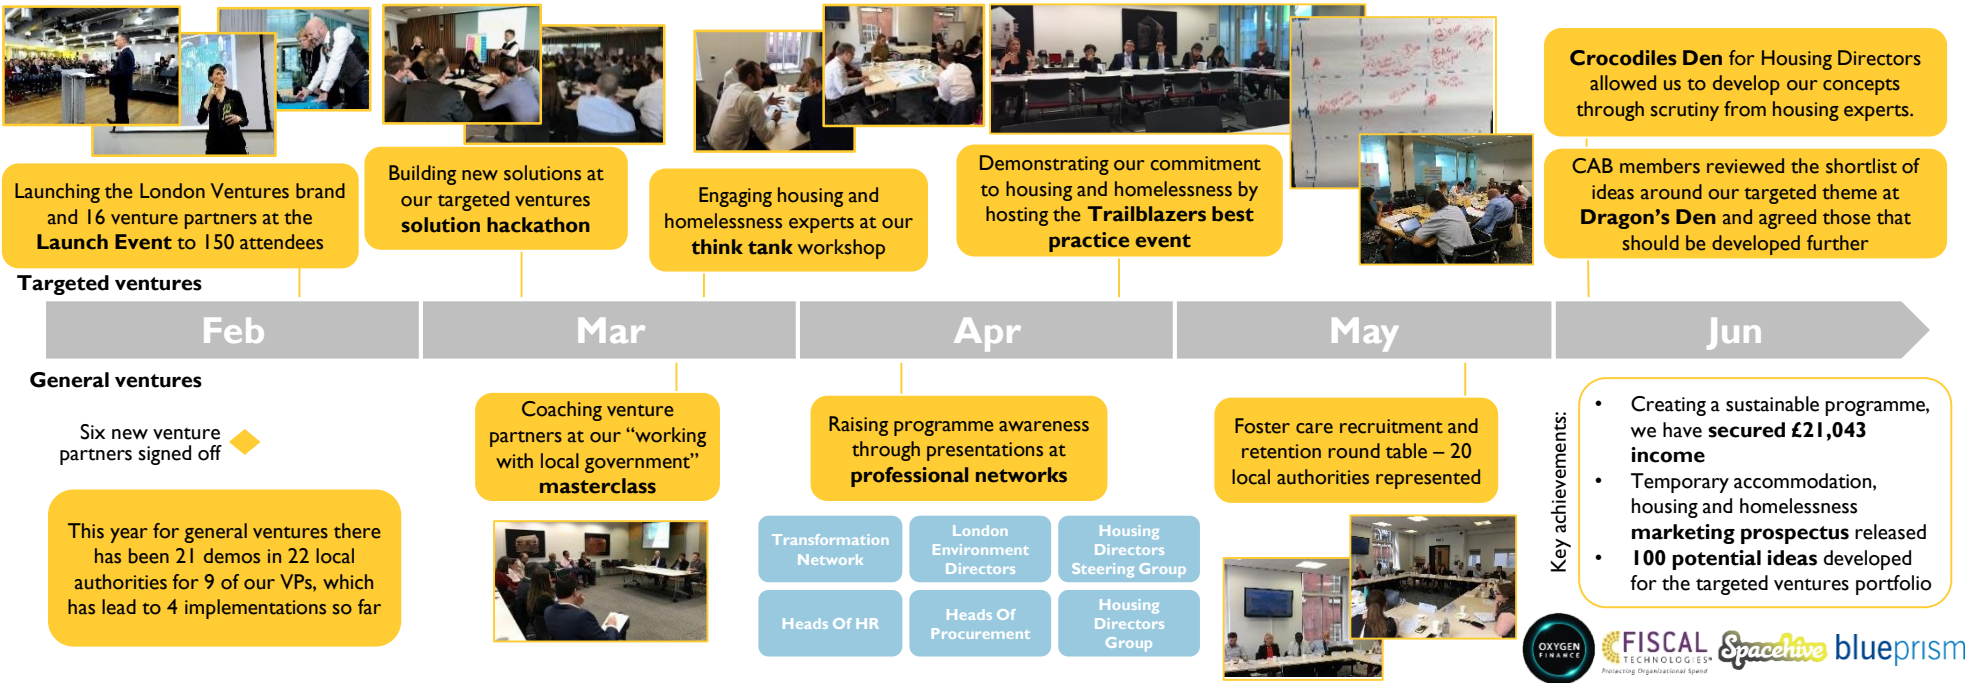 Launching the London Ventures brand
and 16 venture partners at the
Launch Event to 150 attendees
Building new solutions at
our targeted ventures
solution hackathon
Engaging housing and
homelessness experts at our
think tank workshop
Demonstrating our commitment
to housing and homelessness by
hosting the Trailblazers best
practice event
Crocodiles Den for Housing Directors
allowed us to develop our concepts
through scrutiny from housing experts.
CAB members reviewed the shortlist of
ideas around our targeted theme at
Dragon's Den and agreed those that
should be developed further
Targeted ventures
Feb
Mar
Apr
May
Jun
General ventures
Six new venture
partners signed off
This year for general ventures there
has been 21 demos in 22 local
authorities for 9 of our VPs, which
has lead to 4 implementations so far
Coaching venture
partners at our “working
with local government”
masterclass
Raising programme awareness
through presentations at
professional networks
Transformation
Network
London
Environment
Directors
Housing
Directors
Steering Group
Heads Of HR
Heads Of
Procurement
Housing
Directors
Group
Foster care recruitment and
retention round table – 20
local authorities represented
Key achievements:
• Creating a sustainable programme,
we have secured £21,043
income
• Temporary accommodation,
housing and homelessness
marketing prospectus released
• 100 potential ideas developed
for the targeted ventures portfolio
OXYGEN
FINANCE
FISCAL
TECHNOLOGIES
Protecting Organizational Spend
Spacehive
blueprism